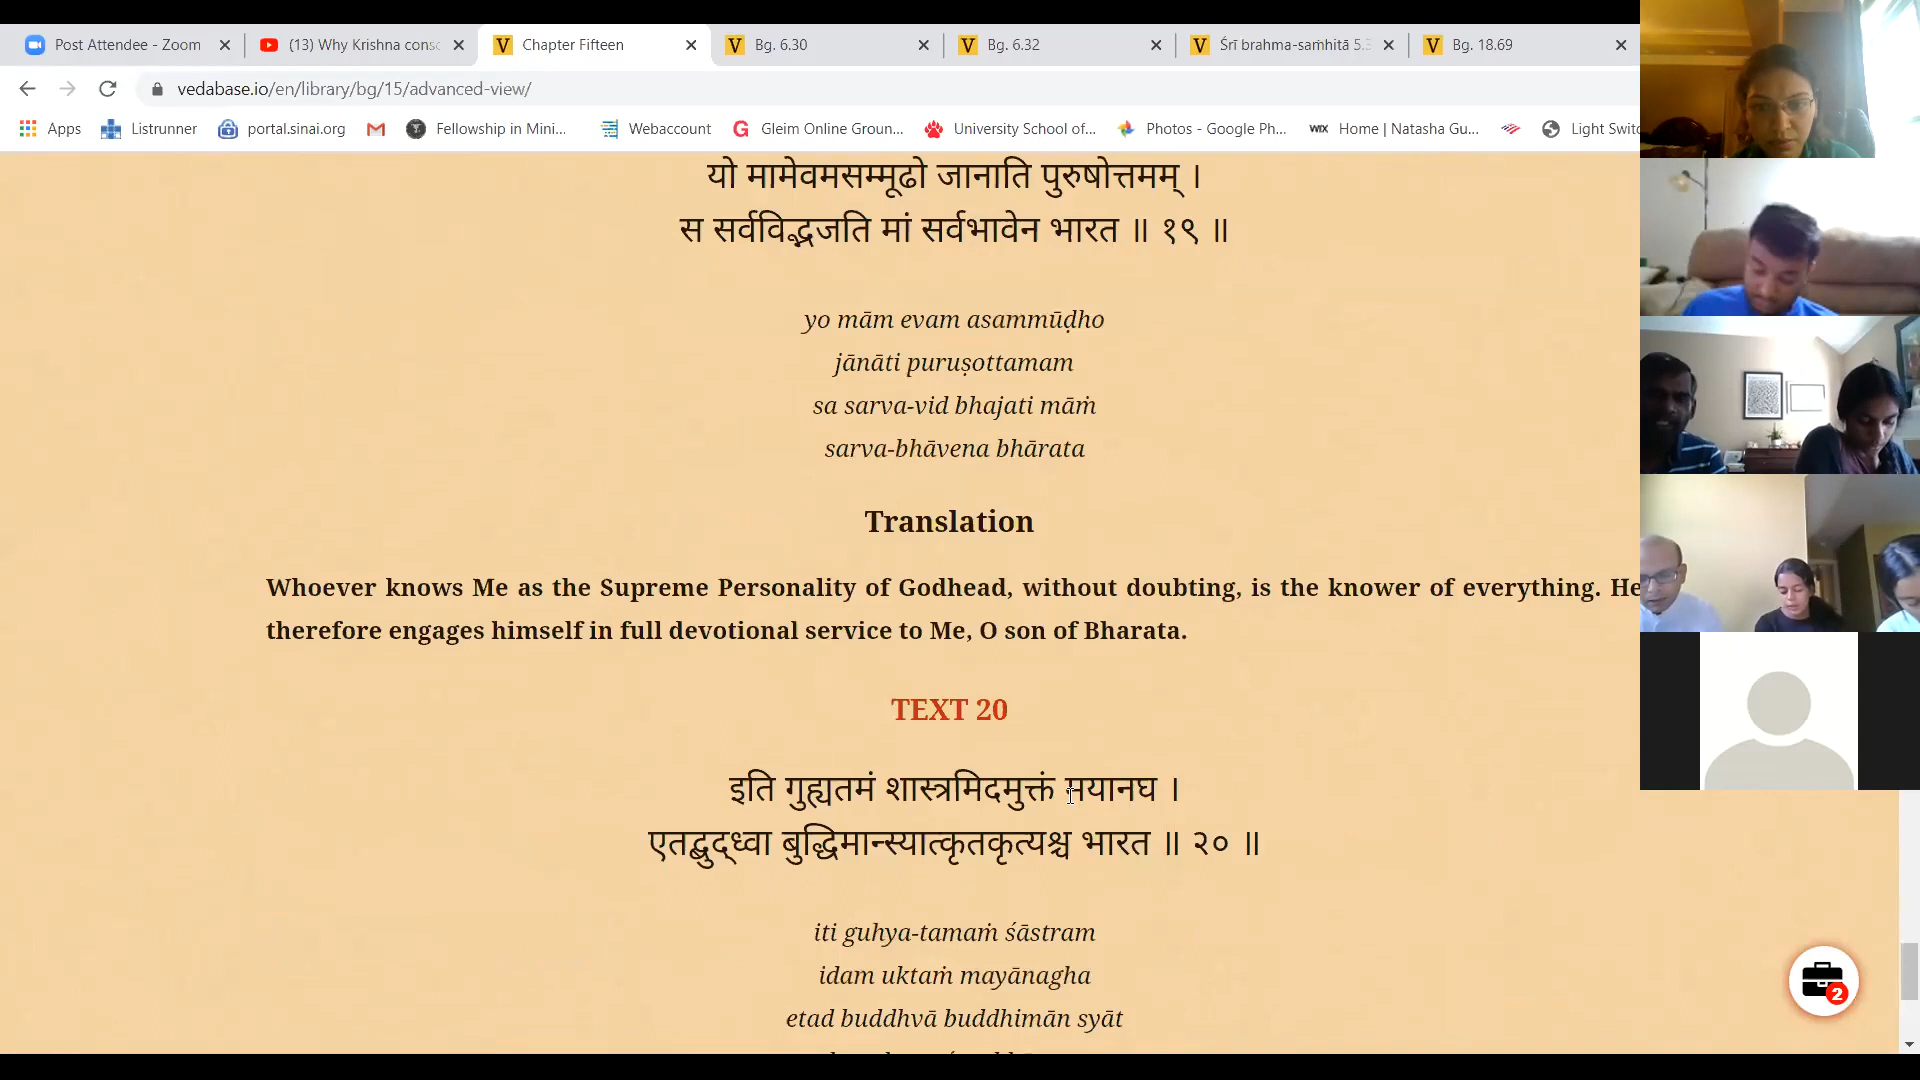 Post Attendee - Zoom
(13) Why Krishna consc
Chapter Fifteen
Bg. 6.30
Bg. 6.32
Śrī brahma-saṁhitā 5.3
Bg. 18.69
vedabase.io/en/library/bg/15/advanced-view/
Apps
Listrunner
portal.sinai.org
Fellowship in Mini...
Webaccount
Gleim Online Groun...
University School of...
Photos - Google Ph...
Home | Natasha Gu...
Light Switc
यो मामेवमसम्मूढो जानाति पुरुषोत्तमम् ।
स सर्वविद्भजति मां सर्वभावेन भारत ॥ १९ ॥
yo mām evam asammūḍho
jānāti puruṣottamam
sa sarva-vid bhajati māṁ
sarva-bhāvena bhārata
Translation
Whoever knows Me as the Supreme Personality of Godhead, without doubting, is the knower of everything. He
therefore engages himself in full devotional service to Me, O son of Bharata.
TEXT 20
इति गुह्यतमं शास्त्रमिदमुक्तं मयानघ ।
एतद्बुद्ध्वा बुद्धिमान्स्यात्कृतकृत्यश्च भारत ॥ २० ॥
iti guhya-tamaṁ śāstram
idam uktaṁ mayānagha
etad buddhvā buddhimān syāt
2